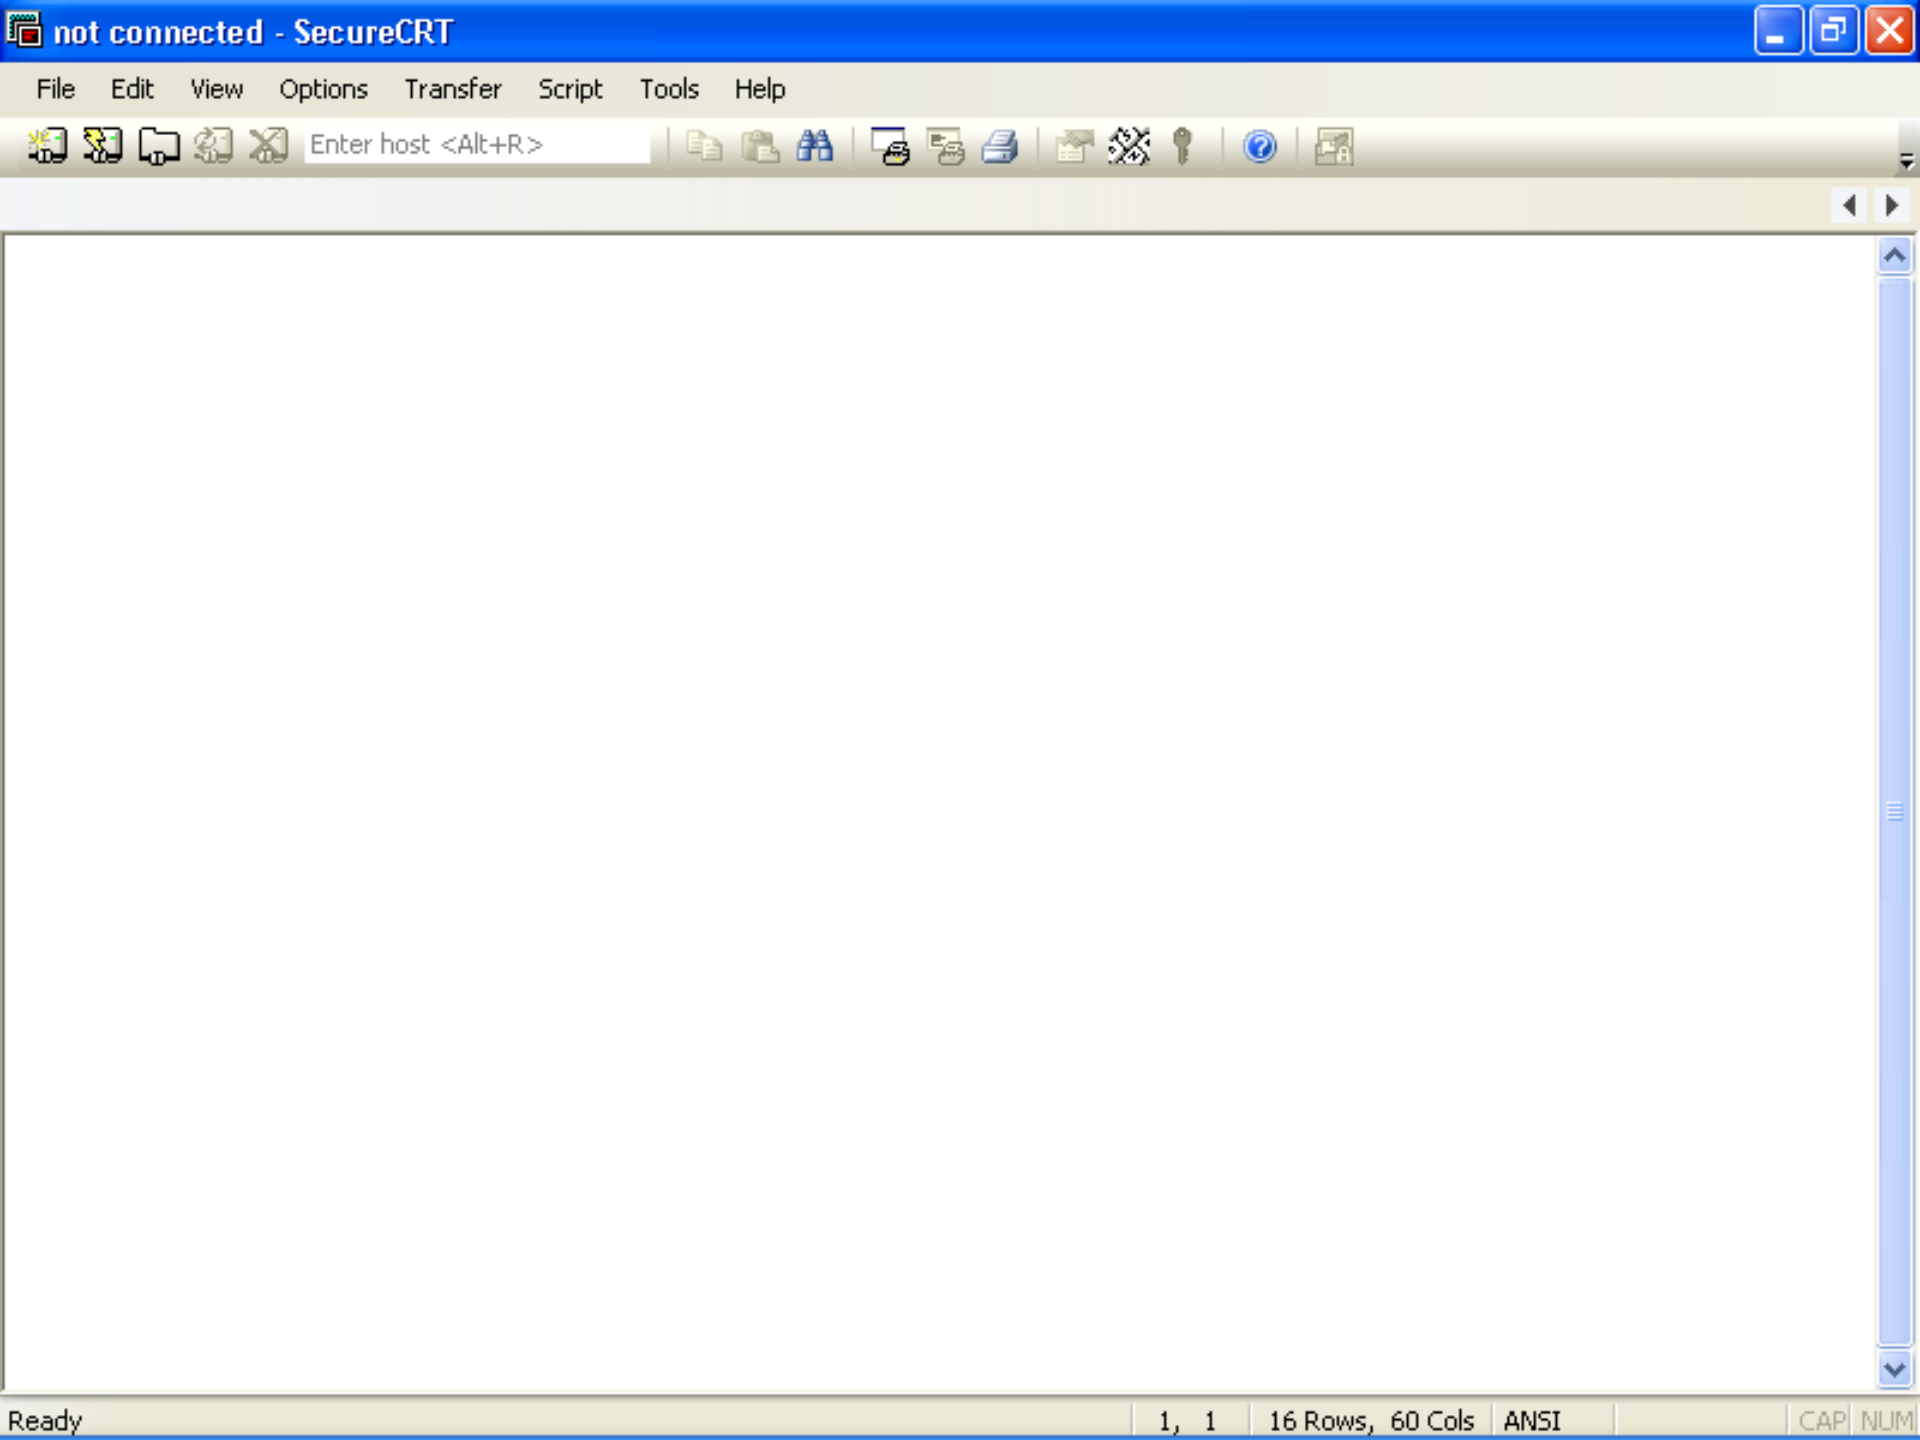 not connected - SecureCRT
File Edit View Options Transfer Script Tools Help
Enter host <Alt+R>
Ready 1, 1 16 Rows, 60 Cols ANSI CAP NUM